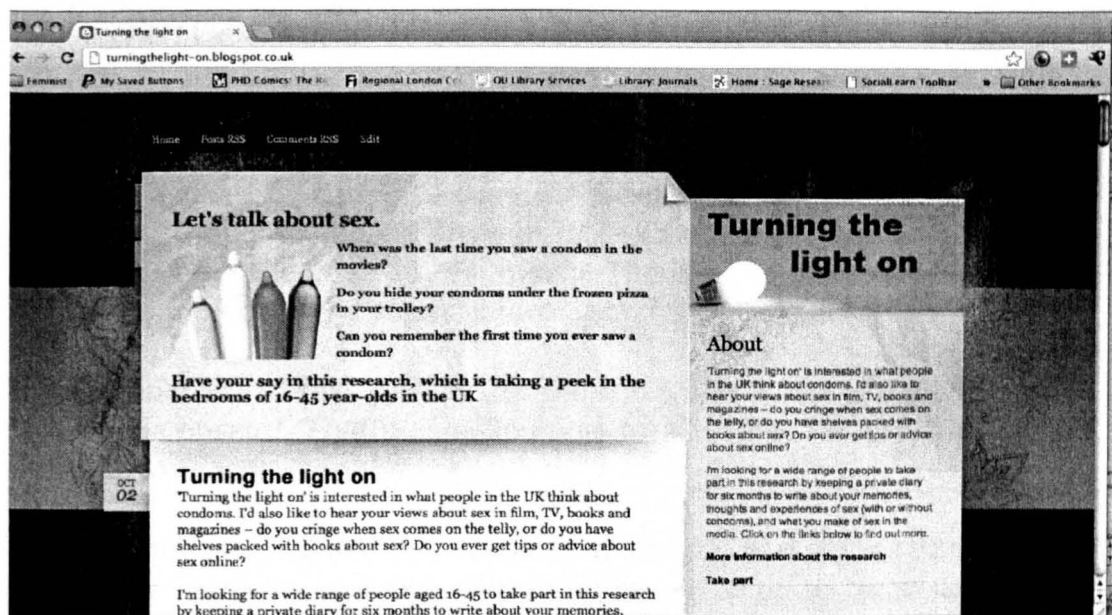 Turning the light on
turningthelight-on.blogspot.co.uk
Feminist My Saved Buttons PHD Comics: The Regional London OU Library Services Library: Journals Home : Sage Resear SocialLearn Toolbar » Other Bookmarks
Home Posts RSS Comments RSS Edit
Let's talk about sex.
When was the last time you saw a condom in the
movies?
Do you hide your condoms under the frozen pizza
in your trolley?
Can you remember the first time you ever saw a
condom?
Have your say in this research, which is taking a peek in the
bedrooms of 16-45 year-olds in the UK
OCT
02
Turning the light on
'Turning the light on' is interested in what people in the UK think about
condoms. I'd also like to hear your views about sex in film, TV, books and
magazines – do you cringe when sex comes on the telly, or do you have
shelves packed with books about sex? Do you ever get tips or advice about
sex online?
I'm looking for a wide range of people aged 16-45 to take part in this research
by keeping a private diary for six months to write about your memories,
Turning the
light on
About
'Turning the light on' is interested in what people
in the UK think about condoms. I'd also like to
hear your views about sex in film, TV, books and
magazines – do you cringe when sex comes on
the telly, or do you have shelves packed with
books about sex? Do you ever get tips or advice
about sex online?
I'm looking for a wide range of people to take
part in this research by keeping a private diary
for six months to write about your memories,
thoughts and experiences of sex (with or without
condoms), and what you make of sex in the
media. Click on the links below to find out more.
More information about the research
Take part